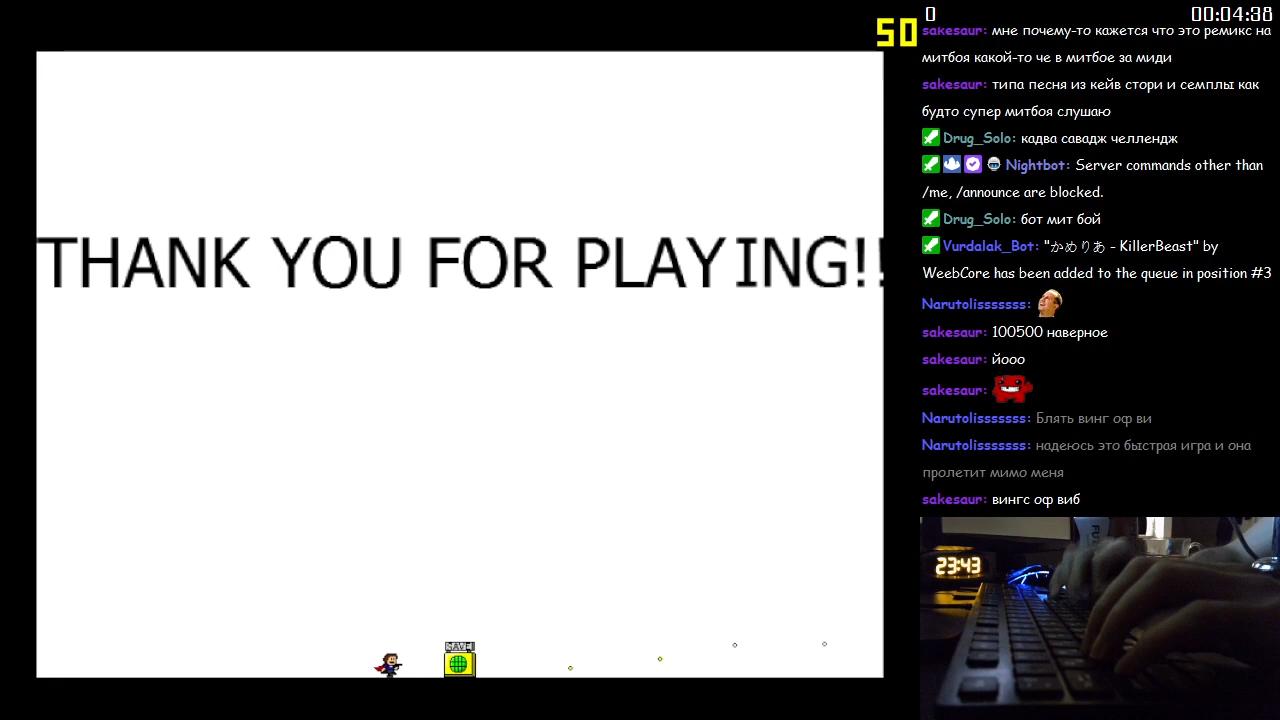 0
00:04:38
50
sakesaur: мне почему-то кажется что это ремикс на
митбоя какой-то че в митбое за миди
sakesaur: типа песня из кейв стори и семплы как
будто супер митбоя слушаю
Drug_Solo: кадва савадж челлендж
Nightbot: Server commands other than
/me, /announce are blocked.
Drug_Solo: бот мит бой
Vurdalak_Bot: "かめりあ - KillerBeast" by
WeebCore has been added to the queue in position #3
Narutolisssssss:
sakesaur: 100500 наверное
sakesaur: йооо
sakesaur:
Narutolisssssss: Блять винг оф ви
Narutolisssssss: надеюсь это быстрая игра и она
пролетит мимо меня
sakesaur: вингс оф виб
THANK YOU FOR PLAYING!!
SAVE
23:43